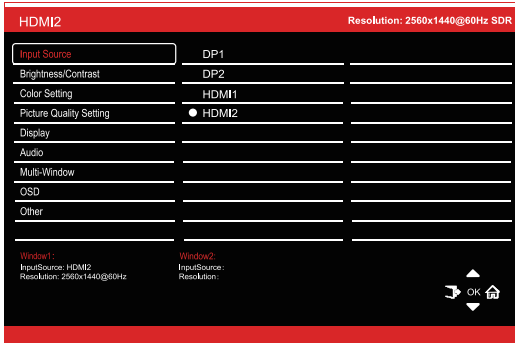 HDMI2
Resolution: 2560x1440@60Hz SDR
Input Source
DP1
Brightness/Contrast
DP2
Color Setting
HDMI1
Picture Quality Setting
HDMI2
Display
Audio
Multi-Window
OSD
Other
Window1:
InputSource: HDMI2
Resolution: 2560x1440@60Hz
Window2:
InputSource:
Resolution:
OK